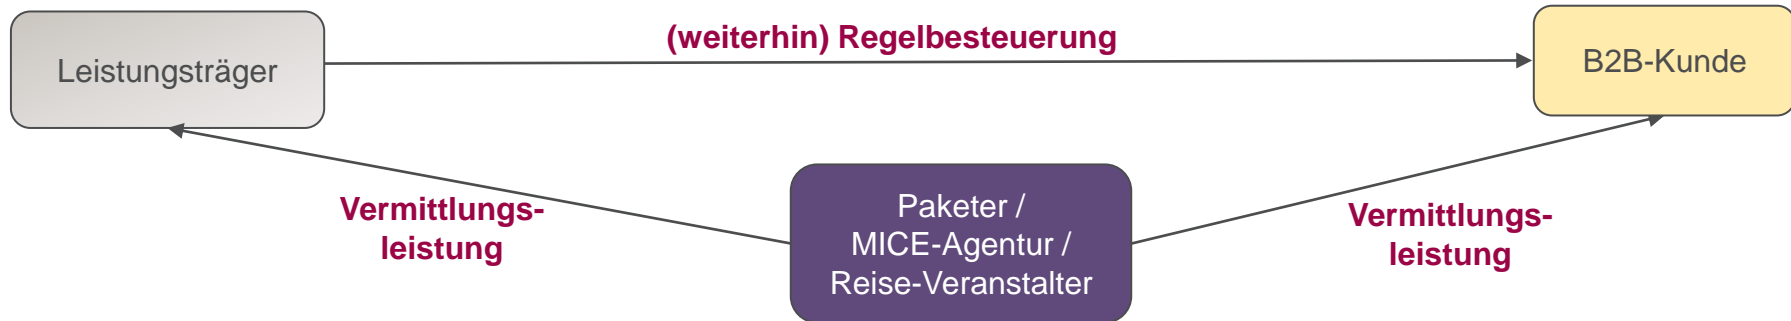 (weiterhin) Regelbesteuerung
Leistungsträger
B2B-Kunde
Vermittlungs-
leistung
Paketer /
MICE-Agentur /
Reise-Veranstalter
Vermittlungs-
leistung